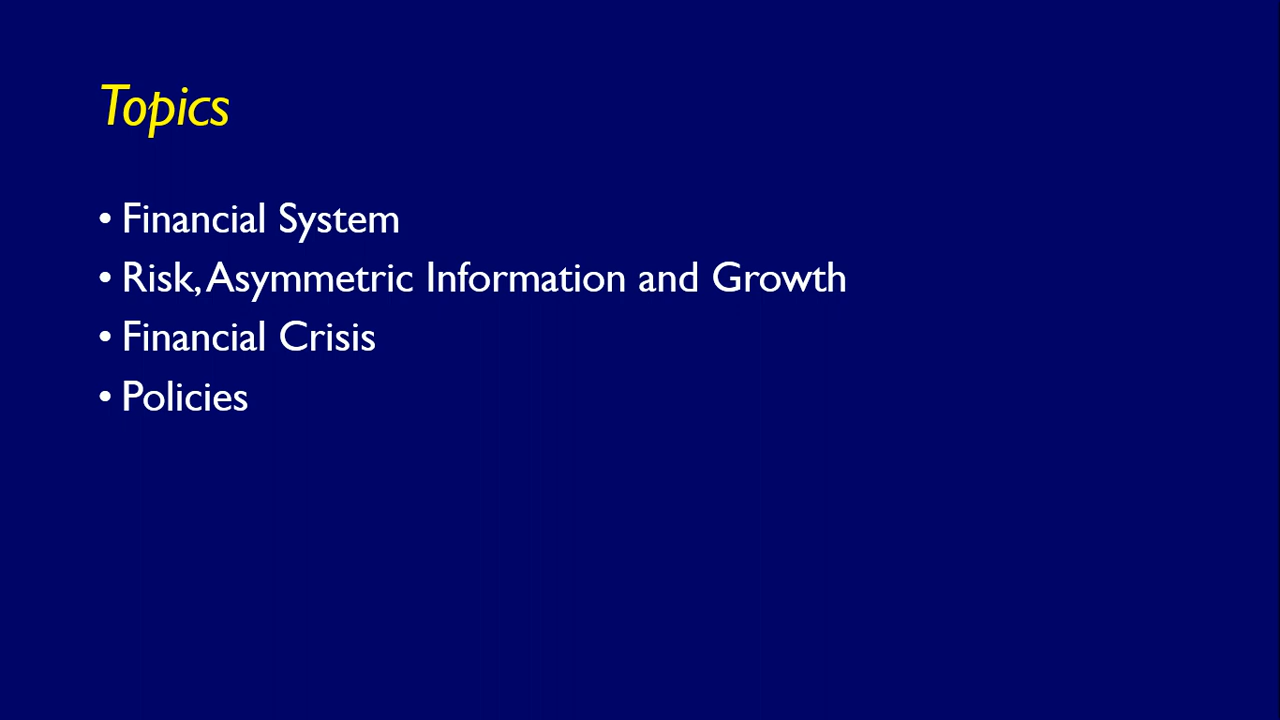 Topics
• Financial System
• Risk, Asymmetric Information and Growth
• Financial Crisis
• Policies